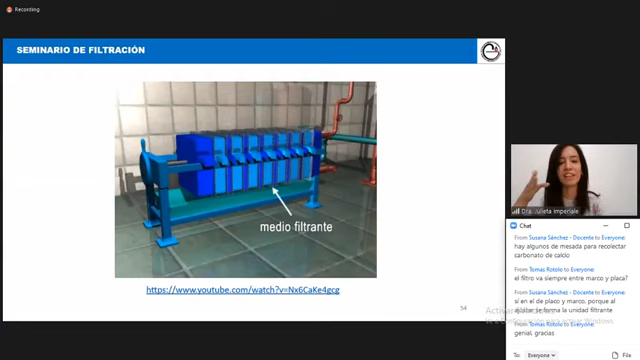 Recording
SEMINARIO DE FILTRACIÓN
medio filtrante
https://www.youtube.com/watch?v=Nx6CaKe4gcg
54
Dra. Julieta Imperiale
Chat
From Susana Sánchez - Docente to Everyone:
hay algunos de mesada para recolectar
carbonato de calcio
From Tomas Rotolo to Everyone:
el filtro va siempre entre marco y placa?
From Susana Sánchez - Docente to Everyone:
sí en el de placo y marco, porque al
se forma la unidad filtrante
From Tomas Rotolo to Everyone:
genial, gracias
To: Everyone
File